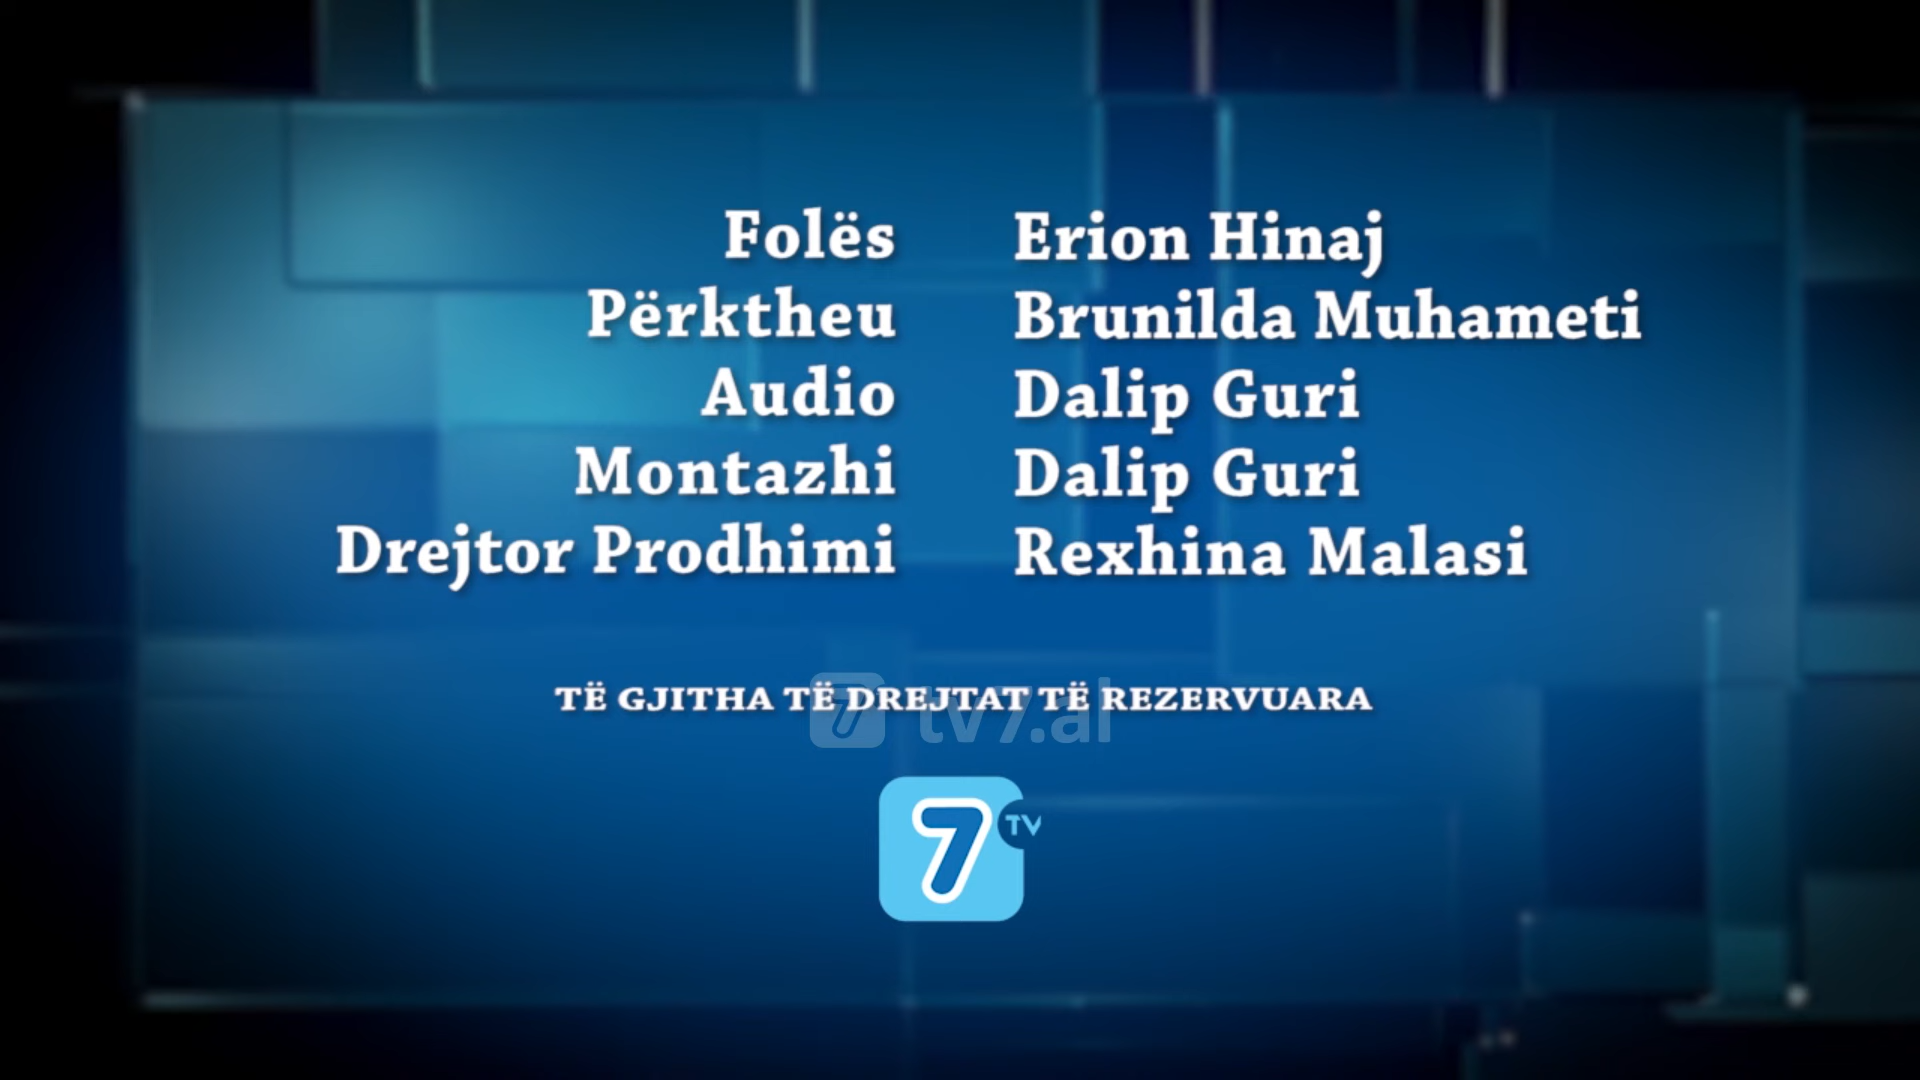 Folës Erion Hinaj
Përktheu Brunilda Muhameti
Audio Dalip Guri
Montazhi Dalip Guri
Drejtor Prodhimi Rexhina Malasi
TË GJITHA TË DREJTAT TË REZERVUARA
7 tv7.al
7 TV